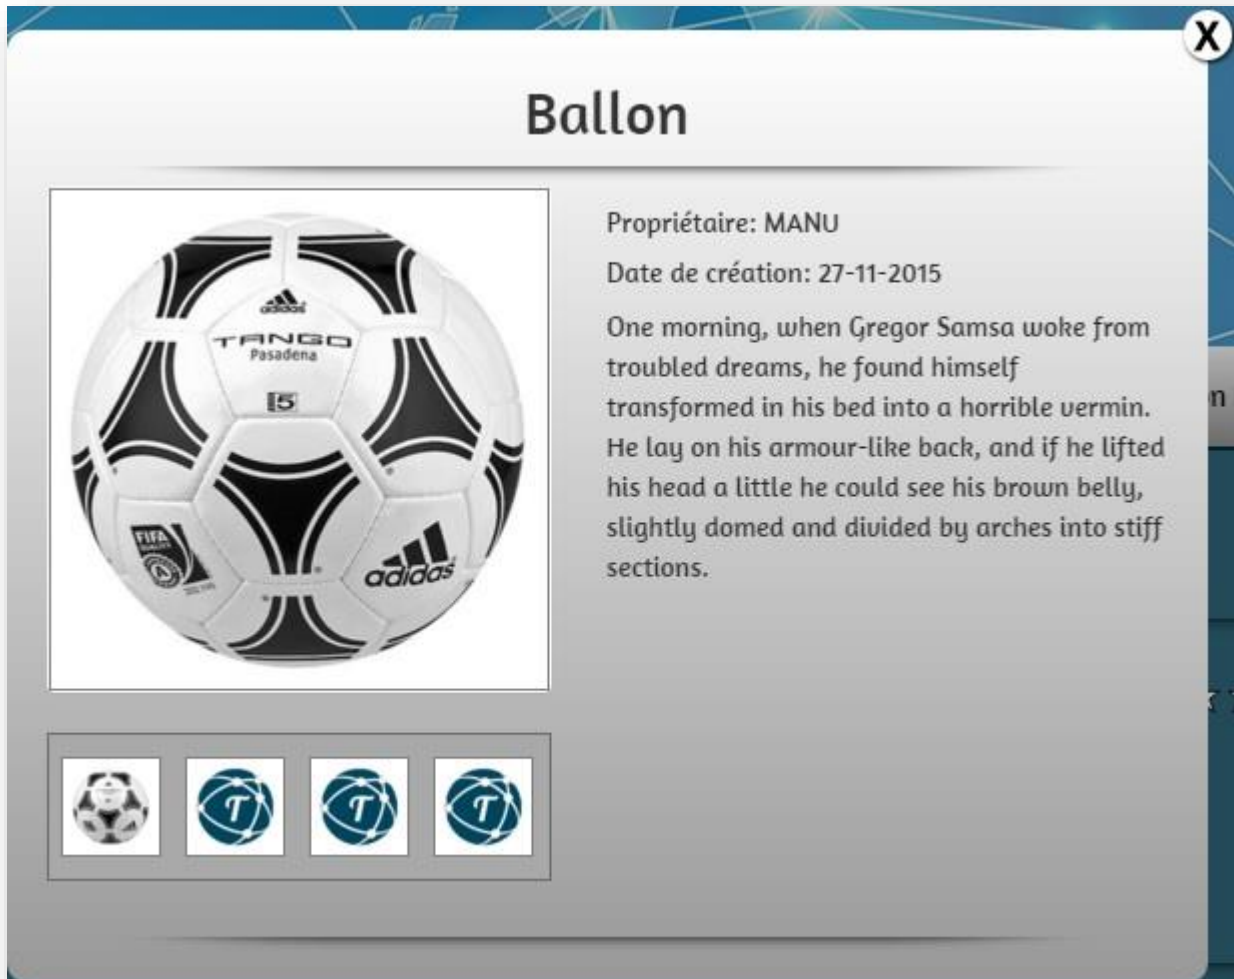 X
Ballon
adidas
TANGO
Pasadena
5
FIFA
adidas
Propriétaire: MANU
Date de création: 27-11-2015
One morning, when Gregor Samsa woke from
troubled dreams, he found himself
transformed in his bed into a horrible vermin.
He lay on his armour-like back, and if he lifted
his head a little he could see his brown belly,
slightly domed and divided by arches into stiff
sections.
on
T
T
T